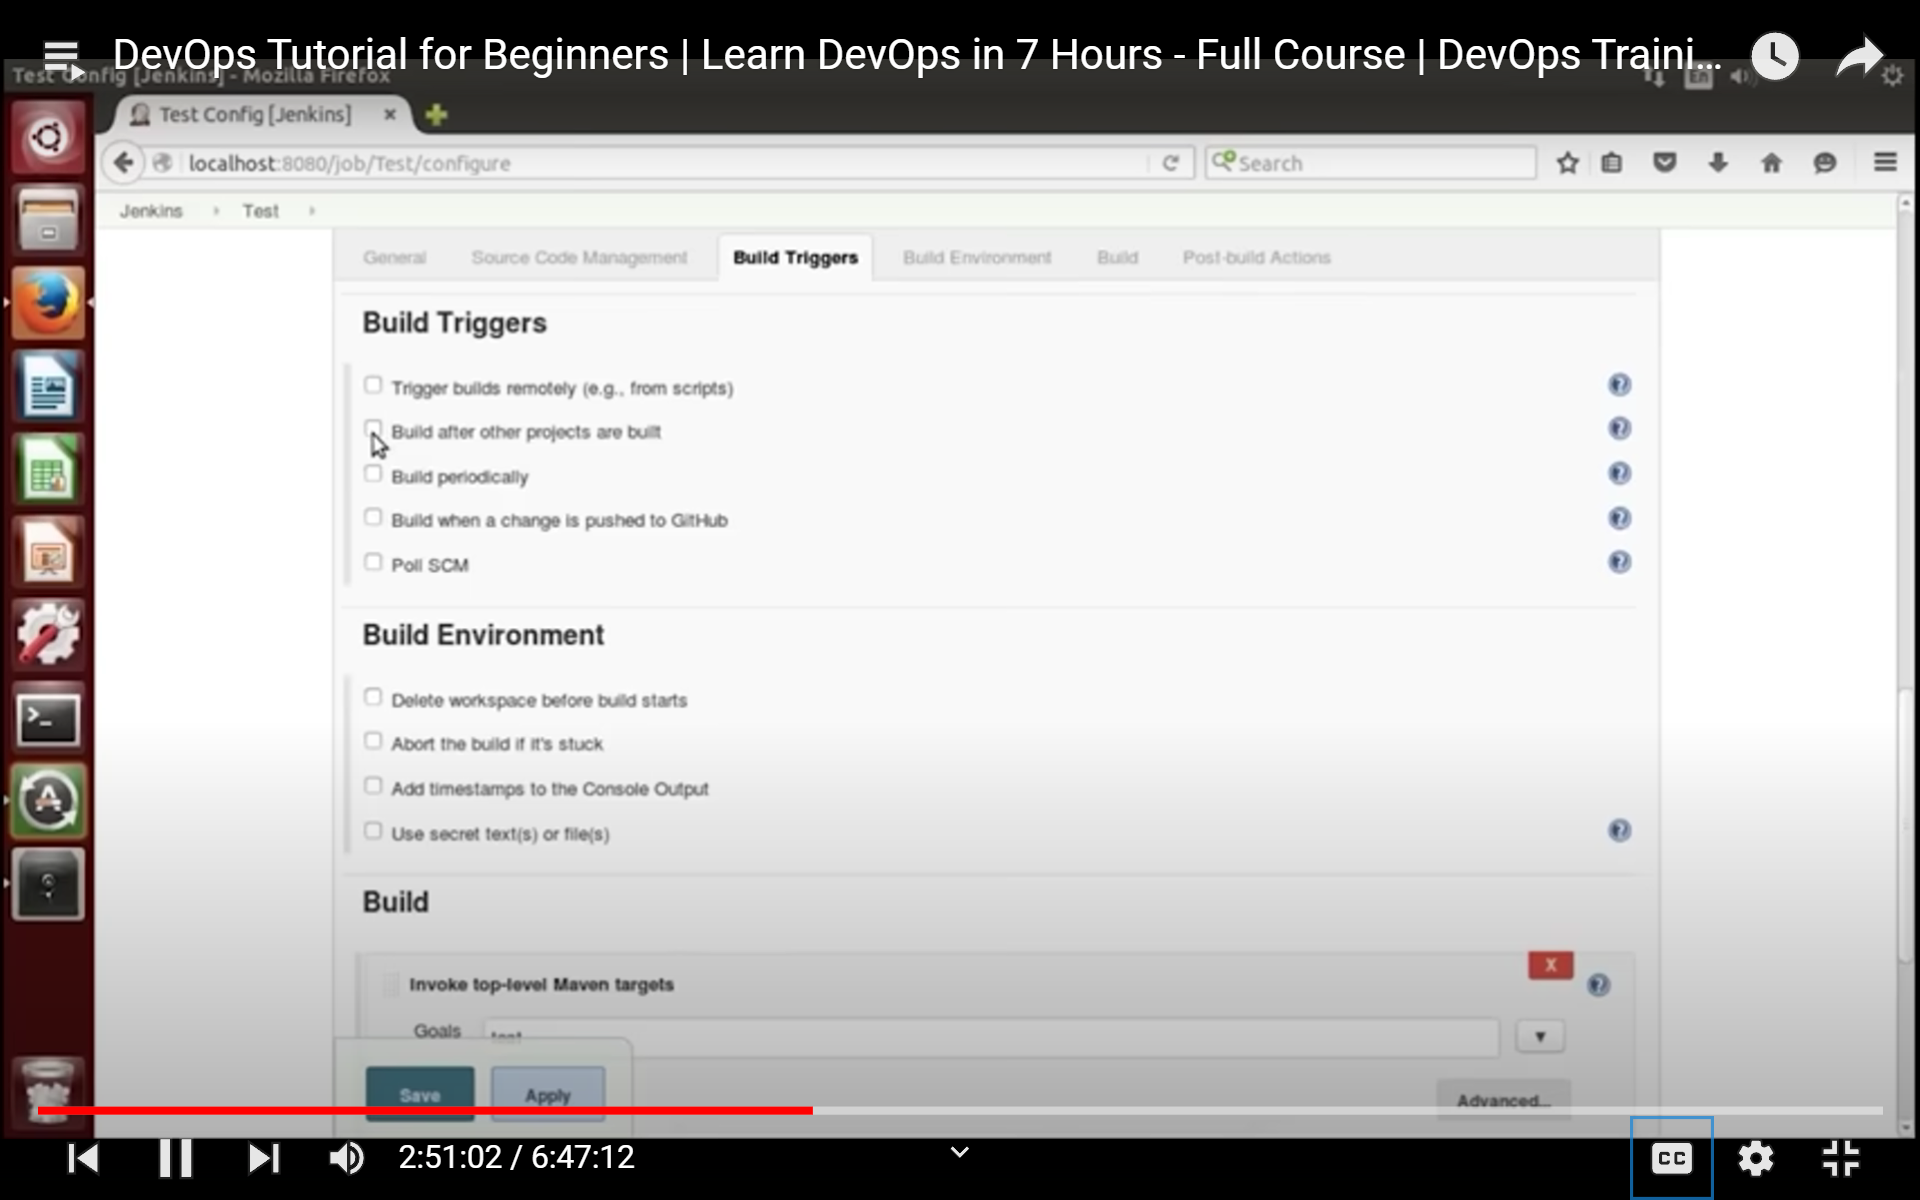 DevOps Tutorial for Beginners | Learn DevOps in 7 Hours - Full Course | DevOps Traini...
Test Config [Jenkins] - Mozilla Firefox
En
Test Config [Jenkins]
localhost:8080/job/Test/configure
Search
Jenkins
Test
General
Source Code Management
Build Triggers
Build Environment
Build
Post-build Actions
Build Triggers
Trigger builds remotely (e.g., from scripts)
Build after other projects are built
Build periodically
Build when a change is pushed to GitHub
Poll SCM
Build Environment
Delete workspace before build starts
Abort the build if it's stuck
Add timestamps to the Console Output
Use secret text(s) or file(s)
Build
X
Invoke top-level Maven targets
Goals
test
Save
Apply
Advanced...
2:51:02 / 6:47:12
CC